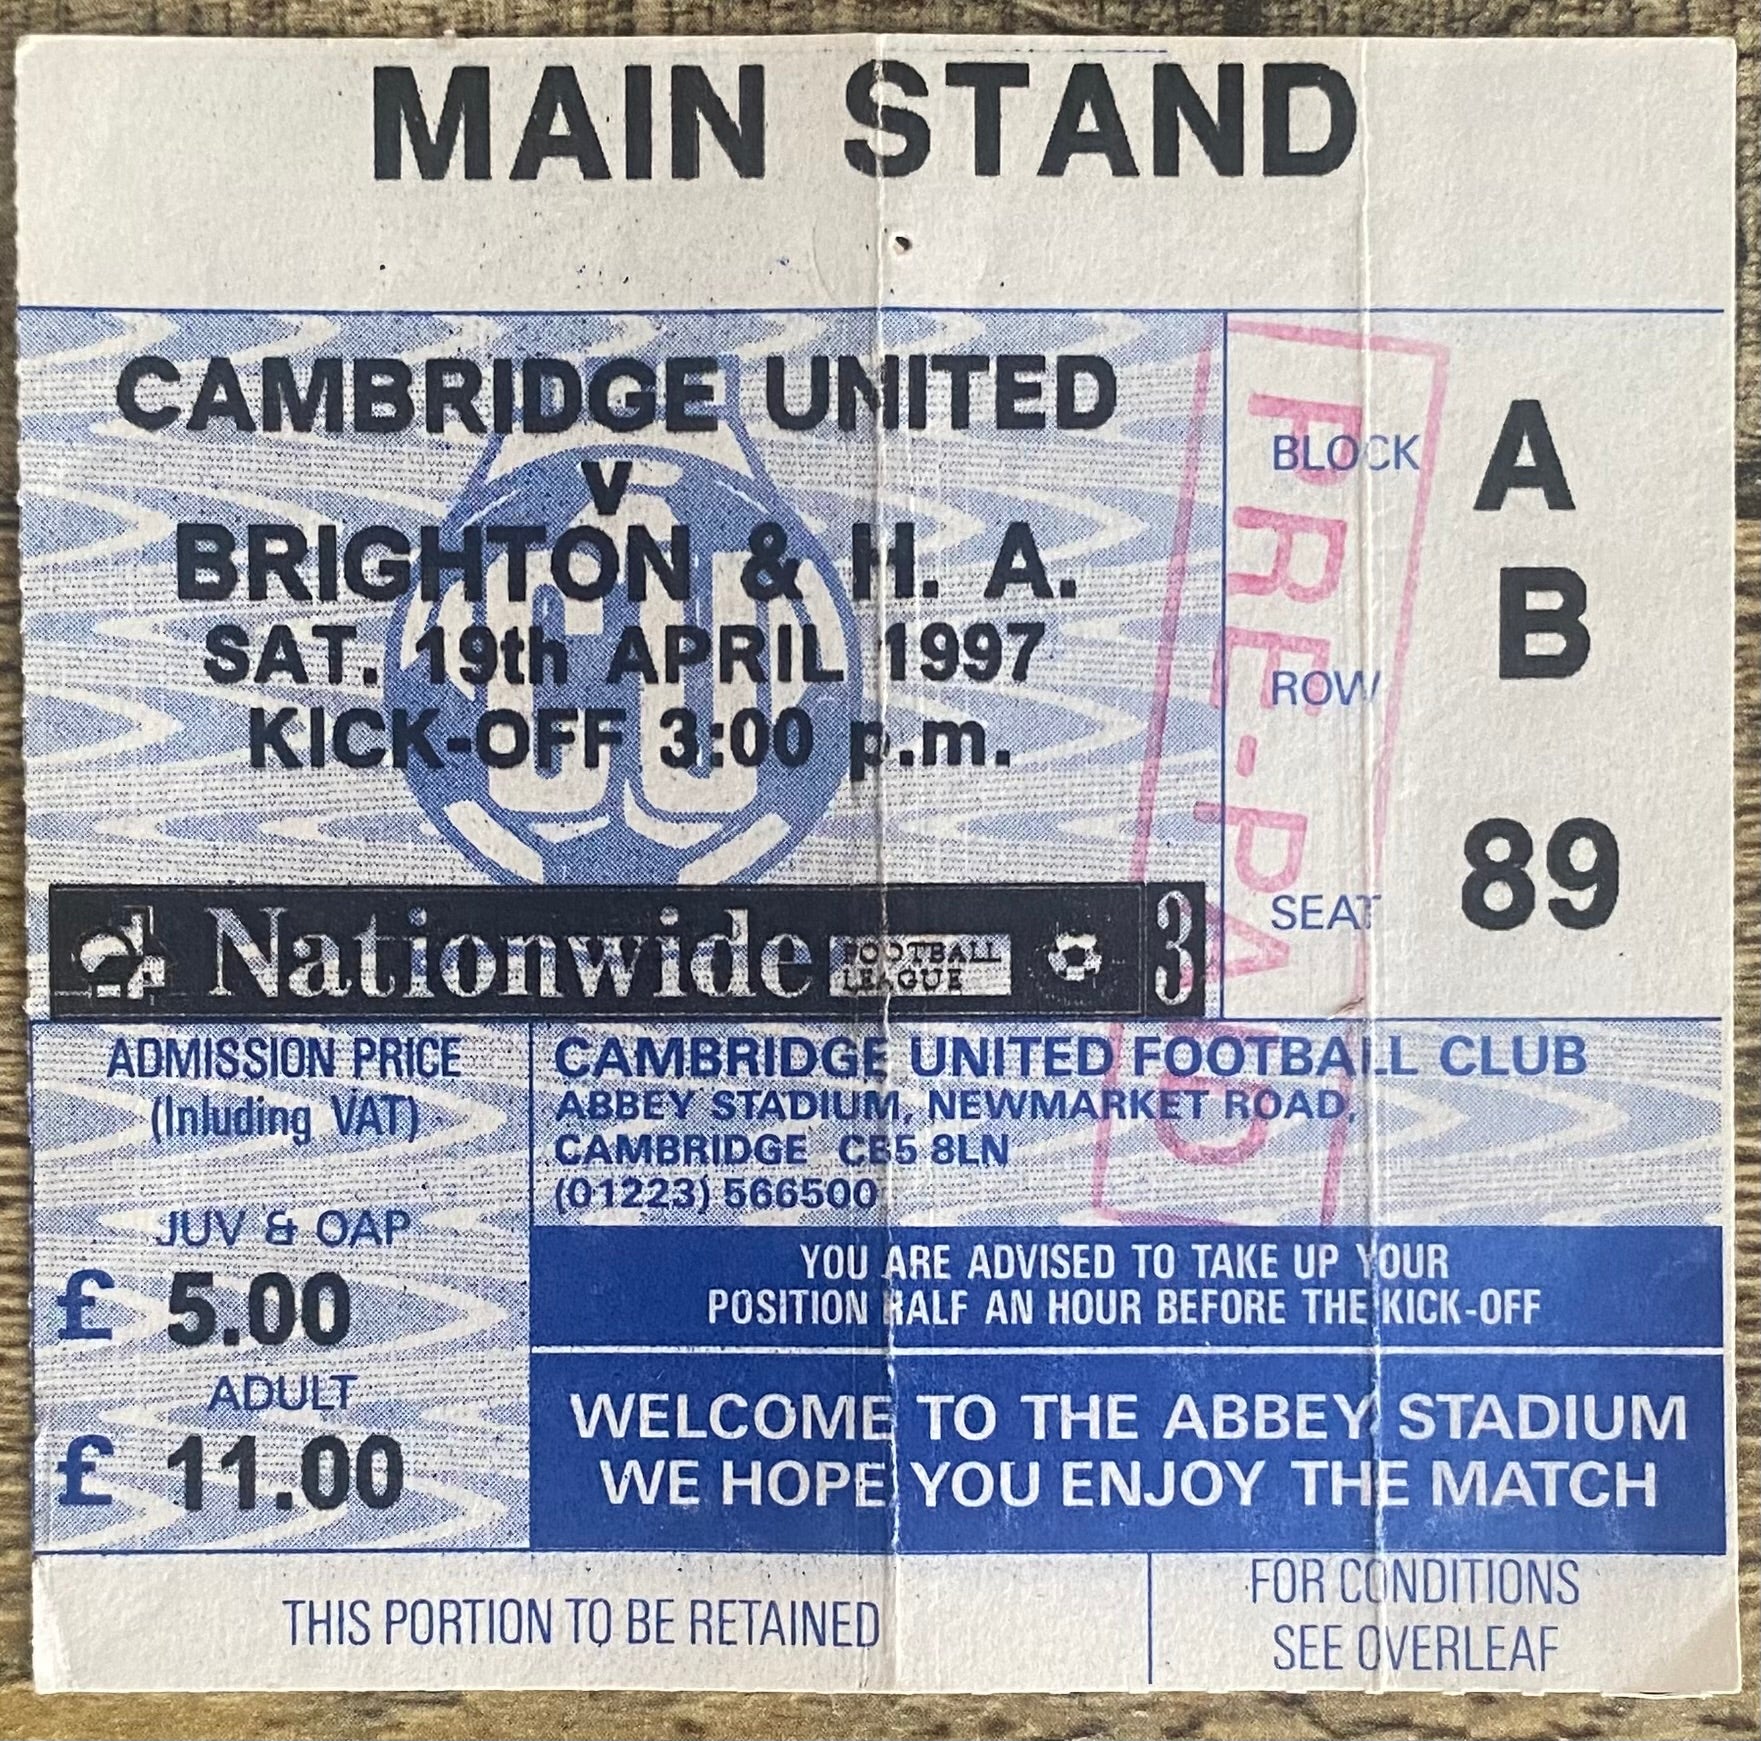 MAIN STAND
CAMBRIDGE UNITED
v
BRIGHTON & H. A.
SAT. 19th APRIL 1997
KICK-OFF 3:00 p.m.
BLOCK A
ROW B
SEAT 89
PRE-PAID
CU
Nationwide FOOTBALL LEAGUE 3
ADMISSION PRICE
(Inluding VAT)
JUV & OAP
£ 5.00
ADULT
£ 11.00
CAMBRIDGE UNITED FOOTBALL CLUB
ABBEY STADIUM, NEWMARKET ROAD,
CAMBRIDGE CB5 8LN
(01223) 566500
YOU ARE ADVISED TO TAKE UP YOUR
POSITION HALF AN HOUR BEFORE THE KICK-OFF
WELCOME TO THE ABBEY STADIUM
WE HOPE YOU ENJOY THE MATCH
THIS PORTION TO BE RETAINED
FOR CONDITIONS
SEE OVERLEAF